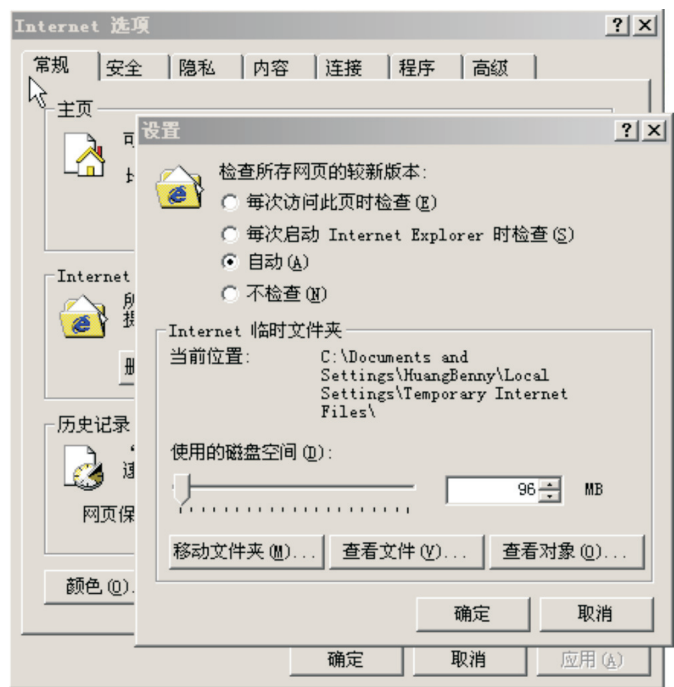 Internet 选项
常规 安全 隐私 内容 连接 程序 高级
主页
可
设置
检查所存网页的较新版本:
每次访问此页时检查(E)
每次启动 Internet Explorer 时检查(S)
自动(A)
不检查(N)
Internet
所
提
删
Internet 临时文件夹
当前位置: C:\Documents and
Settings\HuangBenny\Local
Settings\Temporary Internet
Files\
使用的磁盘空间(D):
96 MB
移动文件夹(M)... 查看文件(V)... 查看对象(O)...
确定 取消
历史记录
速
网页保
颜色(O).
确定 取消 应用(A)